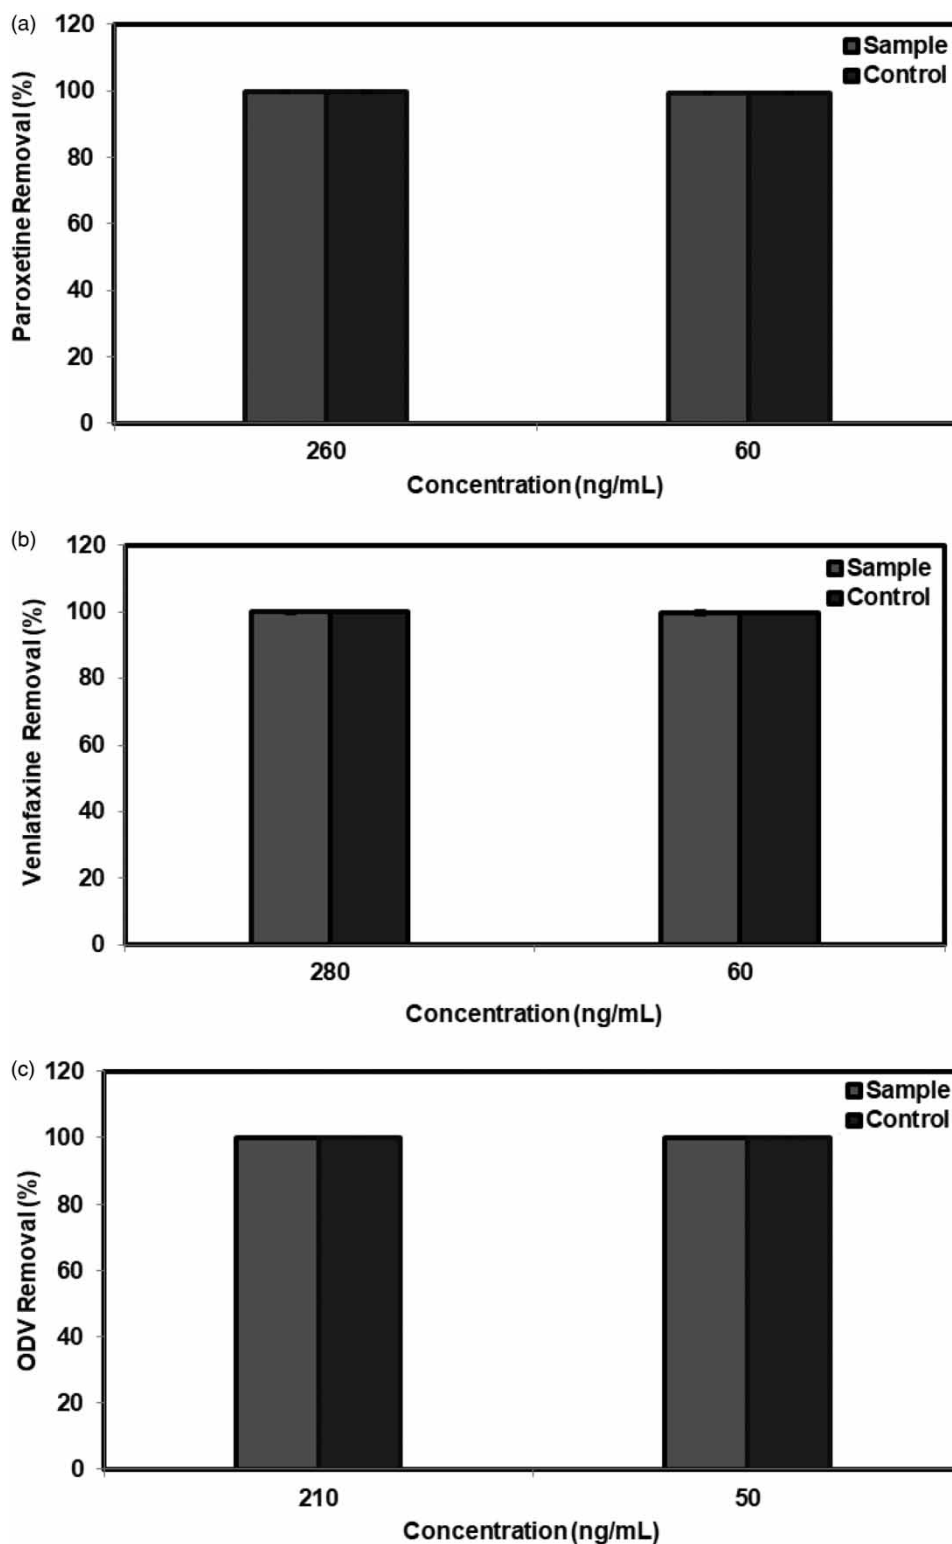 (a)
120
100
80
60
40
20
0
Paroxetine Removal (%)
Sample
Control
260 60
Concentration (ng/mL)
(b)
120
100
80
60
40
20
0
Venlafaxine Removal (%)
Sample
Control
280 60
Concentration (ng/mL)
(c)
120
100
80
60
40
20
0
ODV Removal (%)
Sample
Control
210 50
Concentration (ng/mL)